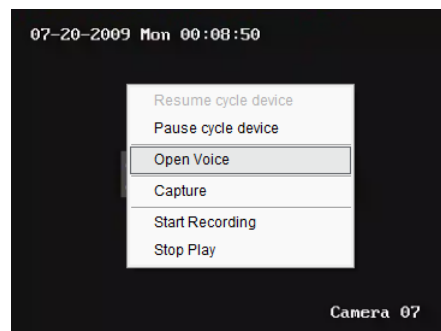 07-20-2009 Mon 00:08:50
Resume cycle device
Pause cycle device
Open Voice
Capture
Start Recording
Stop Play
Camera 07